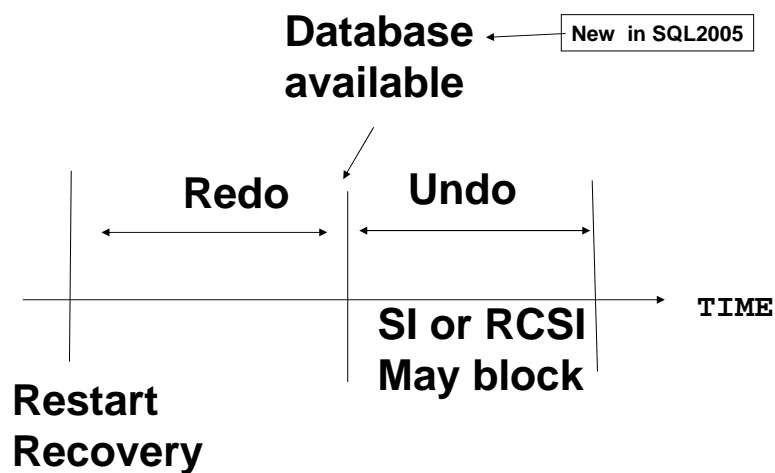 Database
available
New in SQL2005
Redo
Undo
TIME
SI or RCSI
May block
Restart
Recovery